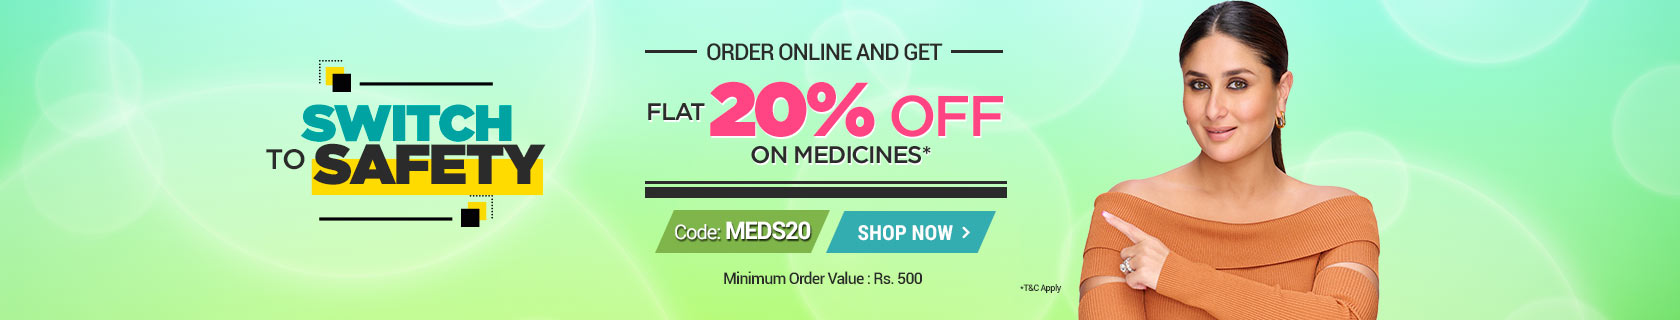 SWITCH
TO SAFETY
ORDER ONLINE AND GET
FLAT 20% OFF
ON MEDICINES*
Code: MEDS20
SHOP NOW >
Minimum Order Value : Rs. 500
*T&C Apply